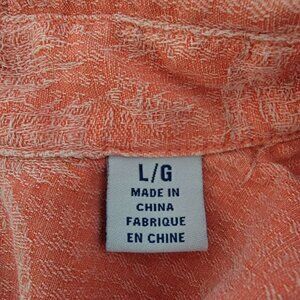 L/G
MADE IN
CHINA
FABRIQUE
EN CHINE